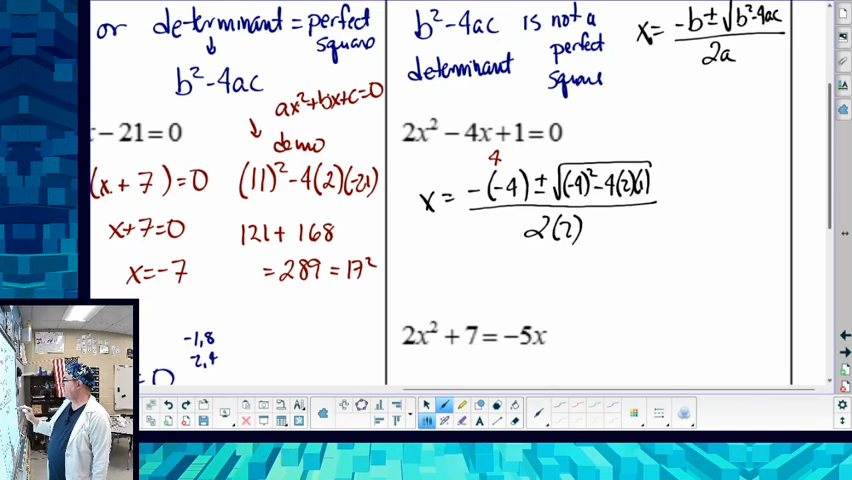 or determinant = perfect
square
b² - 4ac
ax² + bx + c = 0
- 21 = 0
demo
(x + 7) = 0
(11)² - 4(2)(-21)
x + 7 = 0
121 + 168
x = -7
= 289 = 17²
-1, 8
2, 4
= 0
b² - 4ac is not a
perfect
determinant square
x = -b ± √b² - 4ac
2a
2x² - 4x + 1 = 0
4
x = -(-4) ± √(-4)² - 4(2)(1)
2(2)
2x² + 7 = -5x